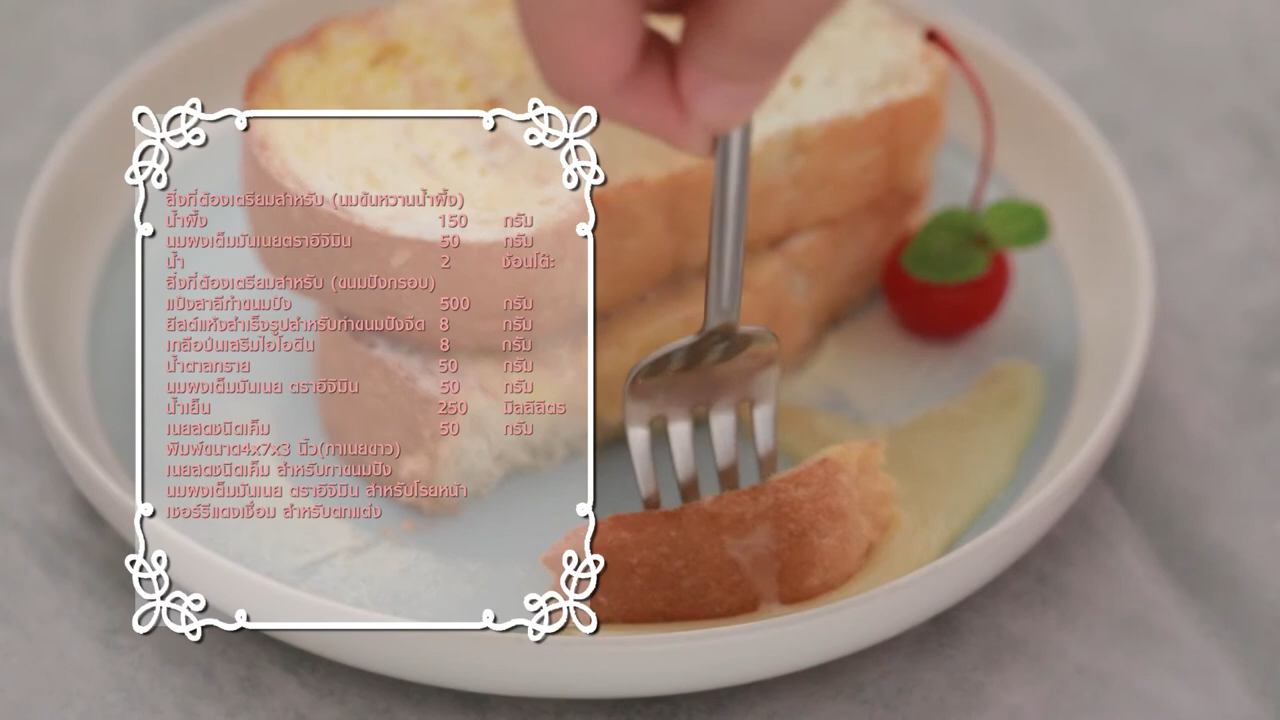 สิ่งที่ต้องเตรียมสำหรับ (นมข้นหวานน้ำผึ้ง)
น้ำผึ้ง 150 กรัม
นมผงเต็มมันเนยตราอีจิมิน 50 กรัม
น้ำ 2 ช้อนโต๊ะ
สิ่งที่ต้องเตรียมสำหรับ (ขนมปังกรอบ)
แป้งสาลีทำขนมปัง 500 กรัม
ยีสต์แห้งสำเร็จรูปสำหรับทำขนมปังจืด 8 กรัม
เกลือป่นเสริมไอโอดีน 8 กรัม
น้ำตาลทราย 50 กรัม
นมผงเต็มมันเนย ตราอีจิมิน 50 กรัม
น้ำเย็น 250 มิลลิลิตร
เนยสดชนิดเค็ม 50 กรัม
พิมพ์ขนาด4x7x3 นิ้ว(ทาเนยขาว)
เนยสดชนิดเค็ม สำหรับทาขนมปัง
นมผงเต็มมันเนย ตราอีจิมิน สำหรับโรยหน้า
เชอร์รี่แดงเชื่อม สำหรับตกแต่ง